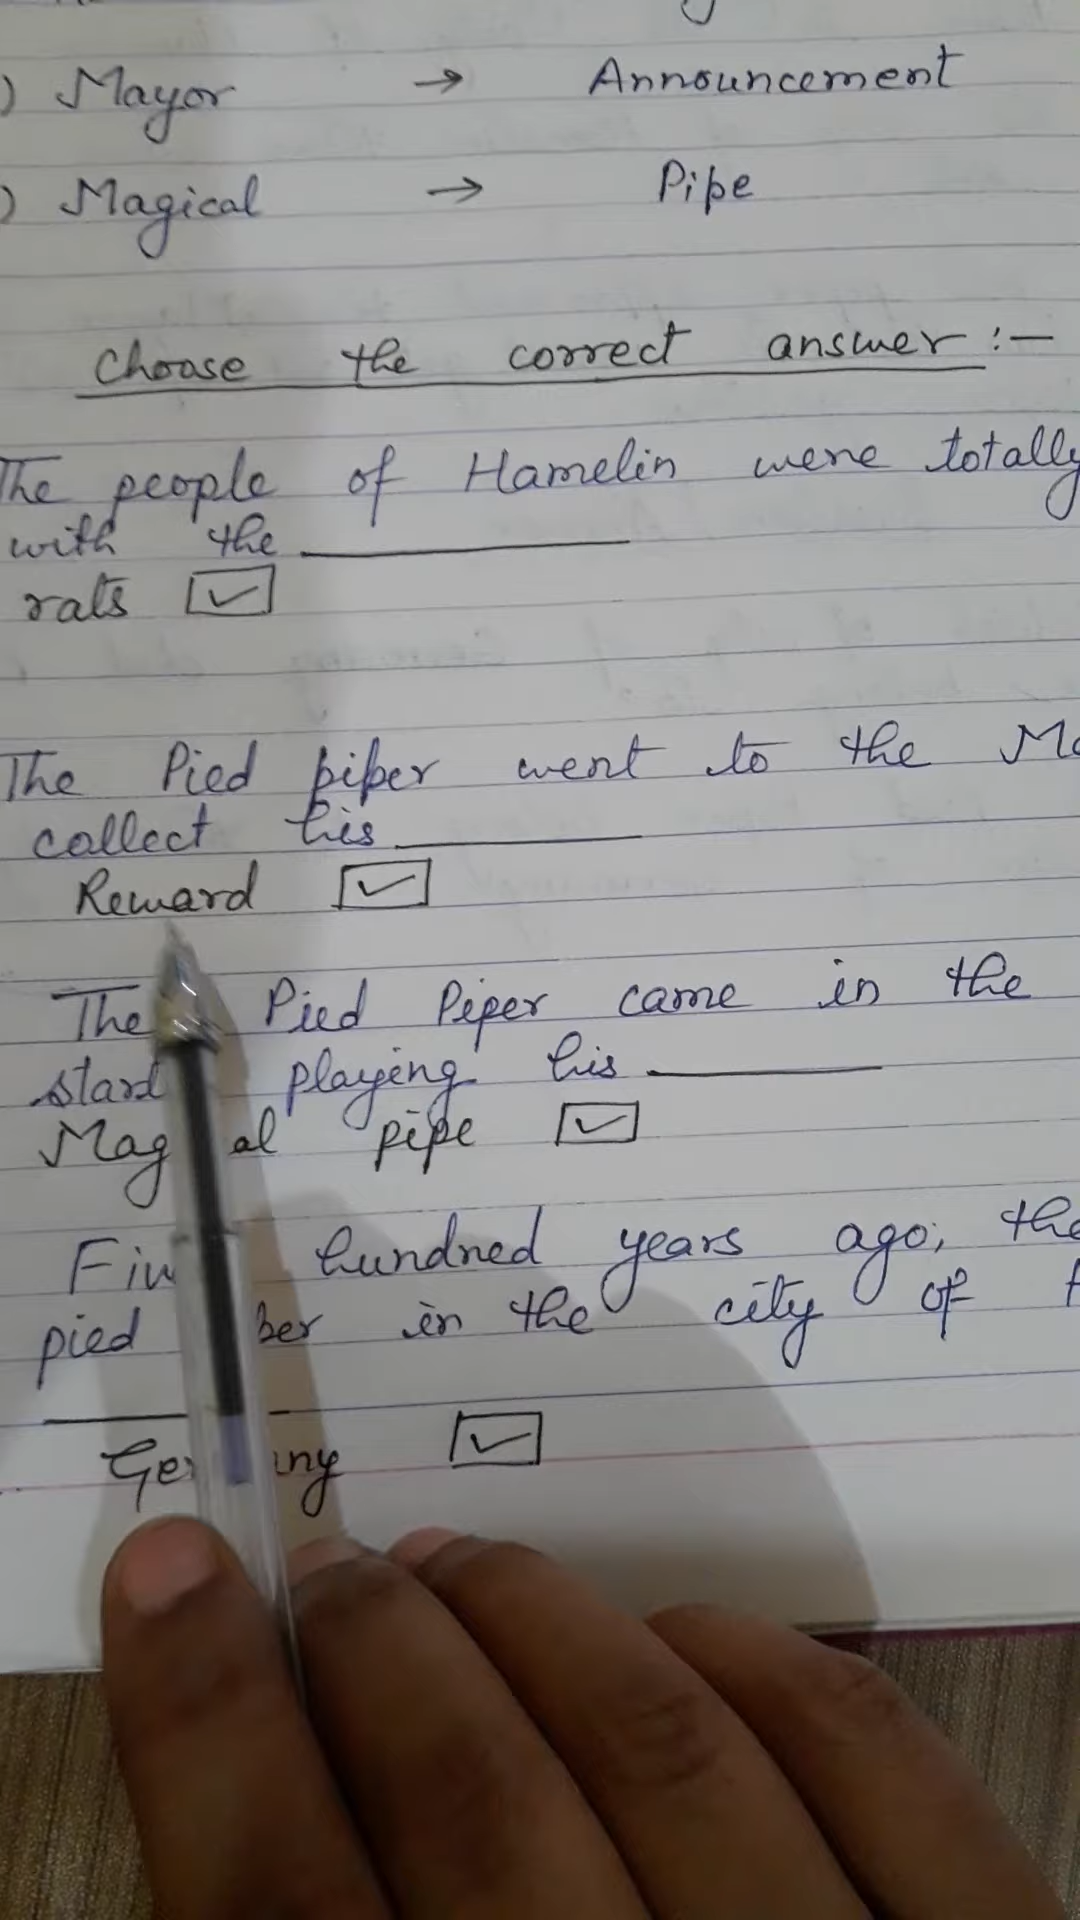 ) Mayor → Announcement
) Magical → Pipe
Choose the correct answer :-
The people of Hamelin were totally
with the
rats ✓
The Pied piper went to the
collect his
Reward ✓
The Pied Piper came in the
start playing his
pipe ✓
hundred years ago, the
pied in the city of
✓